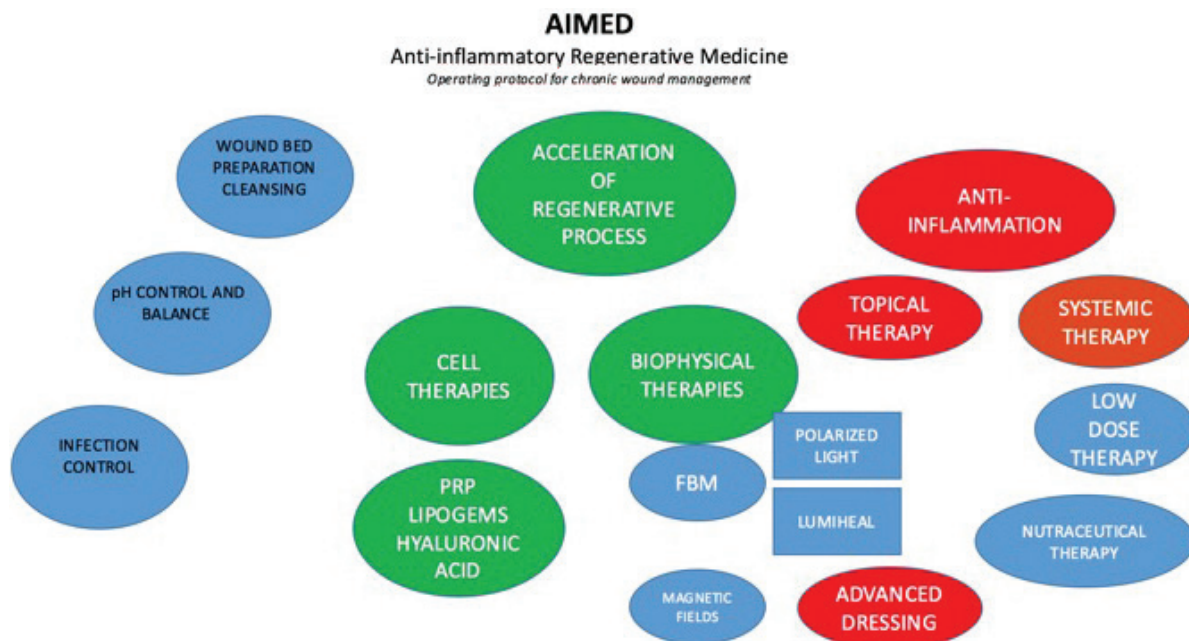 AIMED
Anti-inflammatory Regenerative Medicine
Operating protocol for chronic wound management
WOUND BED
PREPARATION
CLEANSING
pH CONTROL AND
BALANCE
INFECTION
CONTROL
ACCELERATION
OF
REGENERATIVE
PROCESS
CELL
THERAPIES
PRP
LIPOGEMS
HYALURONIC
ACID
BIOPHYSICAL
THERAPIES
FBM
POLARIZED
LIGHT
LUMIHEAL
MAGNETIC
FIELDS
ANTI-
INFLAMMATION
TOPICAL
THERAPY
ADVANCED
DRESSING
SYSTEMIC
THERAPY
LOW
DOSE
THERAPY
NUTRACEUTICAL
THERAPY